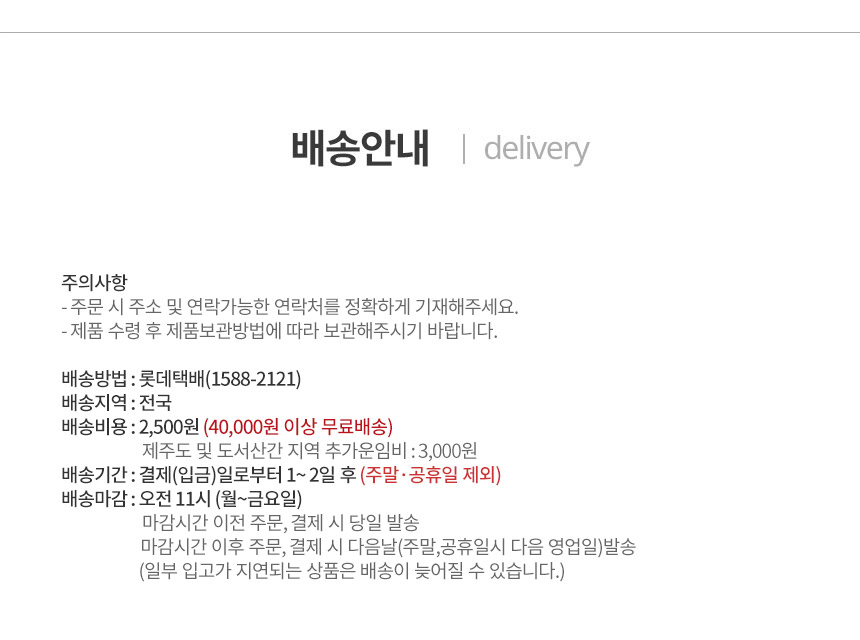 배송안내 | delivery
주의사항
- 주문 시 주소 및 연락가능한 연락처를 정확하게 기재해주세요.
- 제품 수령 후 제품보관방법에 따라 보관해주시기 바랍니다.
배송방법 : 롯데택배(1588-2121)
배송지역 : 전국
배송비용 : 2,500원 (40,000원 이상 무료배송)
제주도 및 도서산간 지역 추가운임비 : 3,000원
배송기간 : 결제(입금)일로부터 1~ 2일 후 (주말·공휴일 제외)
배송마감 : 오전 11시 (월~금요일)
마감시간 이전 주문, 결제 시 당일 발송
마감시간 이후 주문, 결제 시 다음날(주말,공휴일시 다음 영업일)발송
(일부 입고가 지연되는 상품은 배송이 늦어질 수 있습니다.)